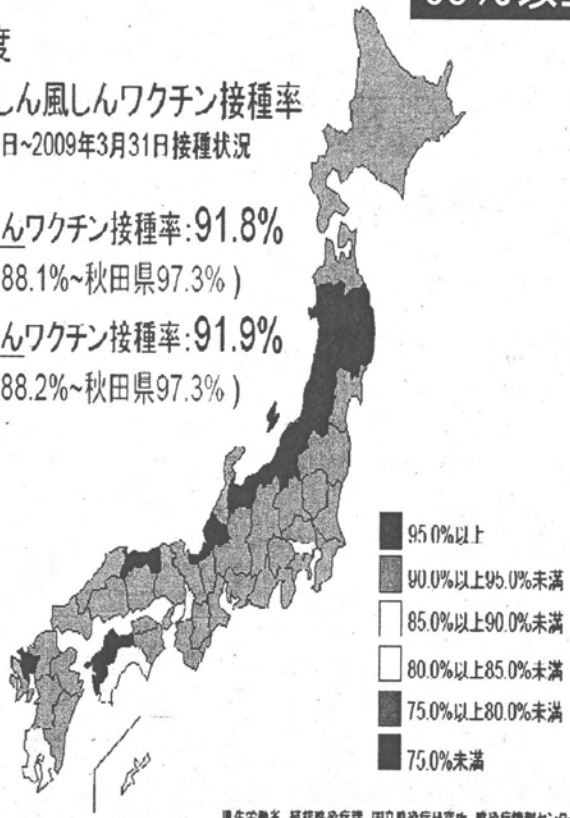 度
しん風しんワクチン接種率
日~2009年3月31日接種状況
んワクチン接種率:91.8%
88.1%~秋田県97.3% )
んワクチン接種率:91.9%
88.2%~秋田県97.3% )
95.0%以上
90.0%以上95.0%未満
85.0%以上90.0%未満
80.0%以上85.0%未満
75.0%以上80.0%未満
75.0%未満